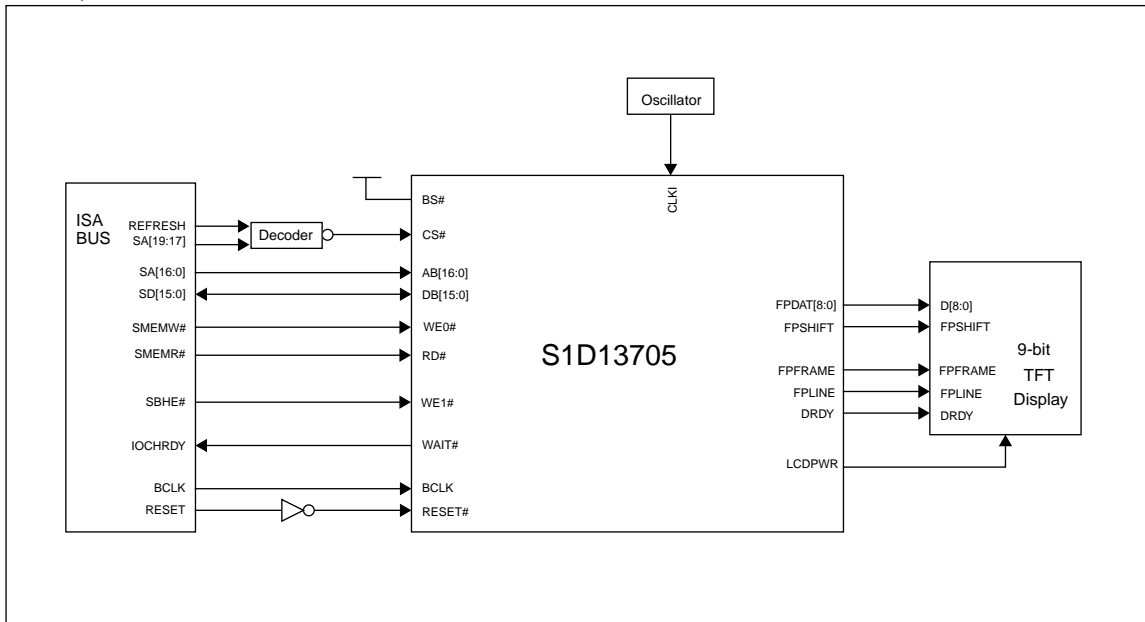 Oscillator
CLKI
ISA
BUS
REFRESH
SA[19:17]
SA[16:0]
SD[15:0]
SMEMW#
SMEMR#
SBHE#
IOCHRDY
BCLK
RESET
Decoder
BS#
CS#
AB[16:0]
DB[15:0]
WE0#
RD#
WE1#
WAIT#
BCLK
RESET#
S1D13705
FPDAT[8:0]
FPSHIFT
FPFRAME
FPLINE
DRDY
LCDPWR
D[8:0]
FPSHIFT
FPFRAME
FPLINE
DRDY
9-bit
TFT
Display